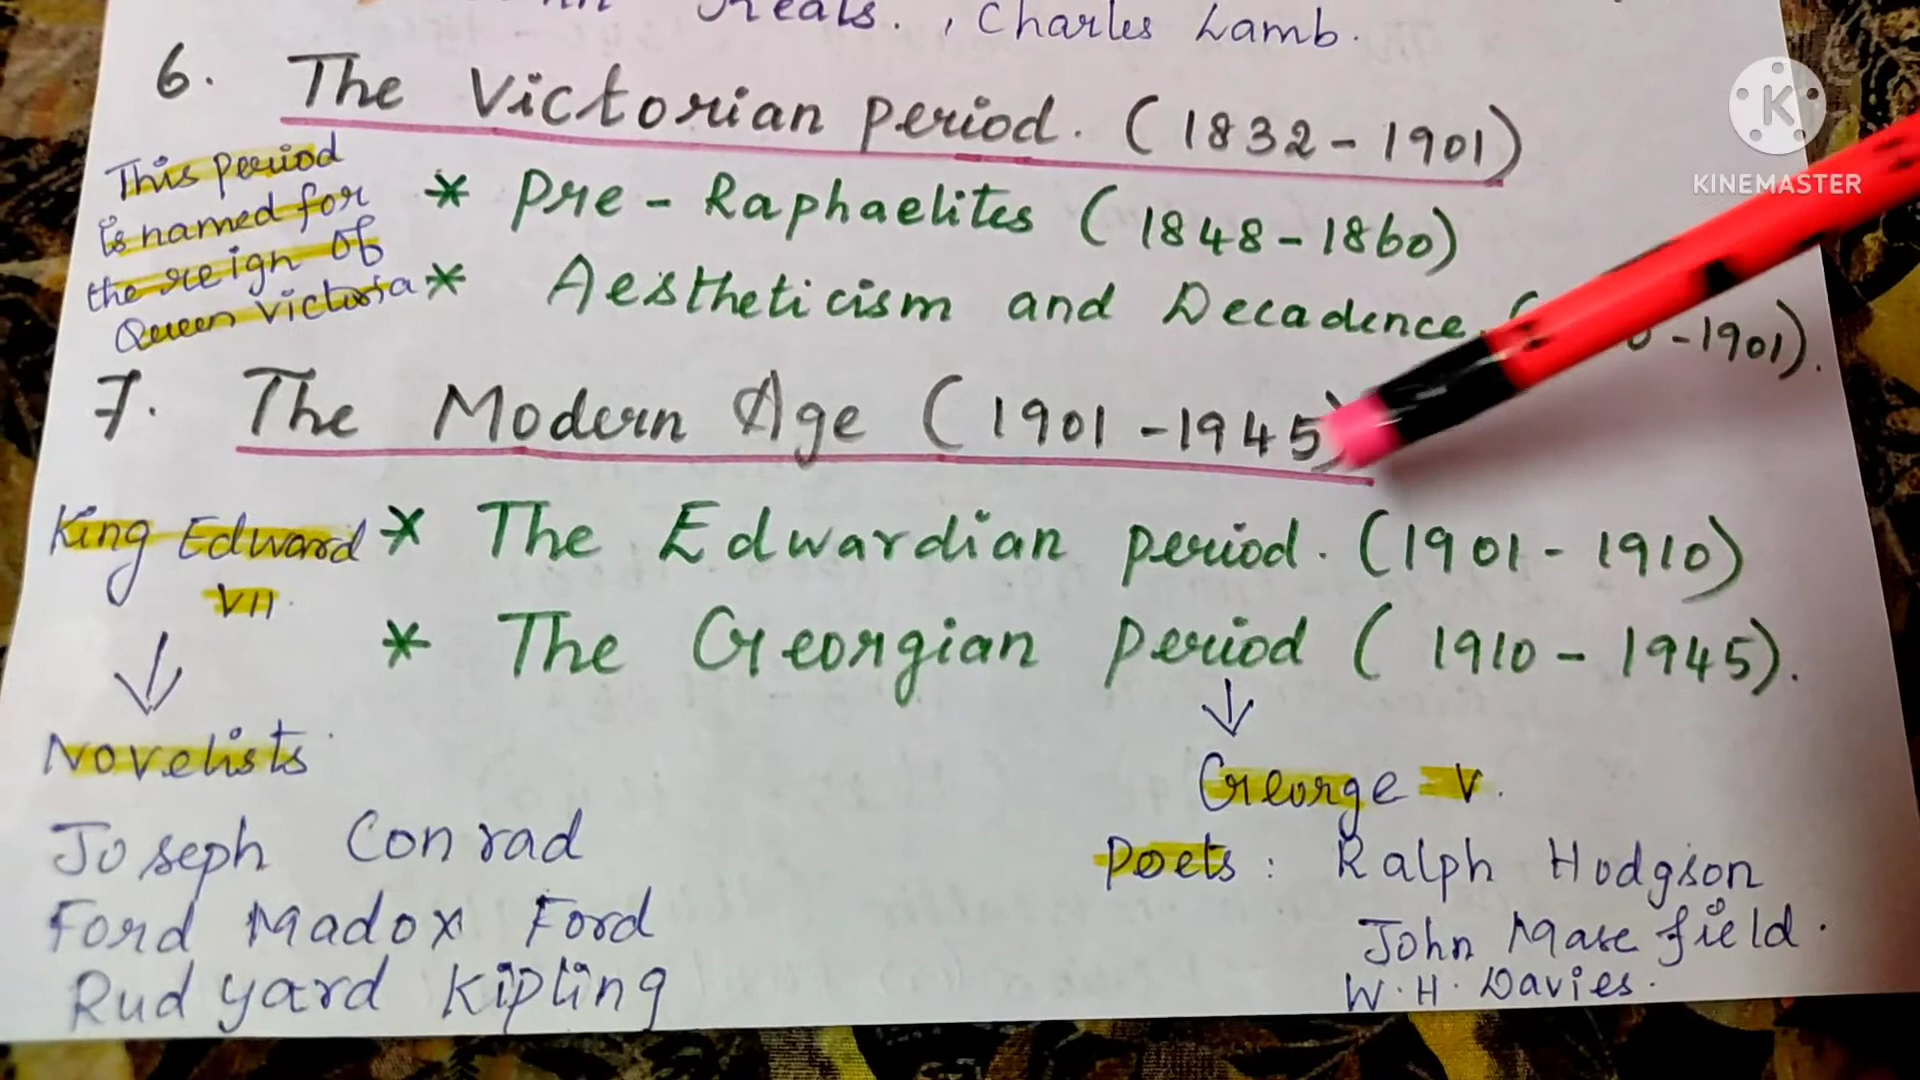 Keats. , Charles Lamb.
6. The Victorian period. (1832-1901)
This Period
is named for
the reign of
Queen Victoria
* Pre-Raphaelites (1848-1860)
* Aestheticism and Decadence. -1901).
7. The Modern Age (1901-1945)
King Edward
VII.
* The Edwardian period. (1901-1910)
* The Georgian period (1910-1945).
Novelists
Joseph Conrad
Ford Madox Ford
Rudyard Kipling
George V.
Poets: Ralph Hodgson
John Masefield.
W.H. Davies.
K
KINEMASTER